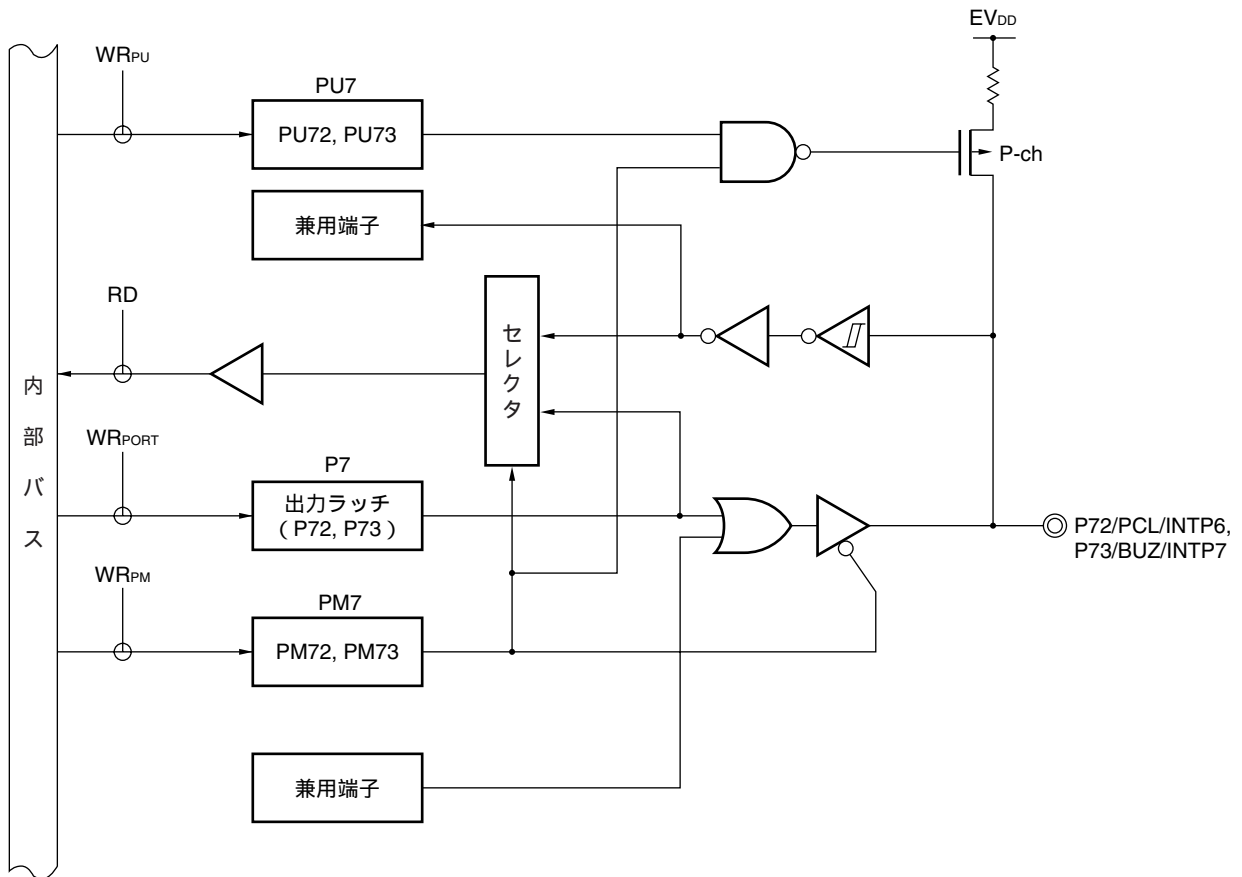 EVDD
WRPU
PU7
PU72, PU73
P-ch
兼用端子
RD
セレクタ
内部バス
WRPORT
P7
出力ラッチ
（P72, P73）
P72/PCL/INTP6,
P73/BUZ/INTP7
WRPM
PM7
PM72, PM73
兼用端子